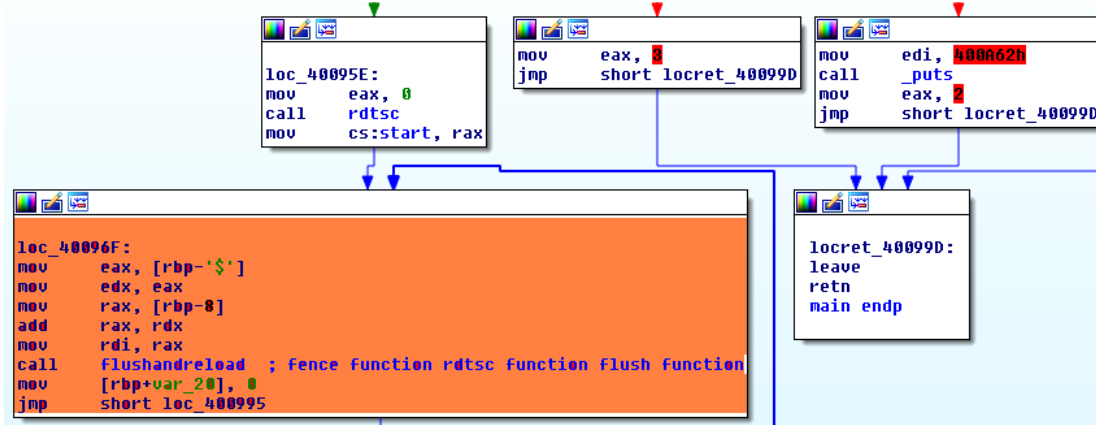 loc_40095E:
mov eax, 0
call rdtsc
mov cs:start, rax
mov eax, 3
jmp short locret_40099D
mov edi, 400A62h
call _puts
mov eax, 2
jmp short locret_40099D
loc_40096F:
mov eax, [rbp-'$']
mov edx, eax
mov rax, [rbp-8]
add rax, rdx
mov rdi, rax
call flushandreload ; fence function rdtsc function flush function
mov [rbp+var_20], 0
jmp short loc_400995
locret_40099D:
leave
retn
main endp